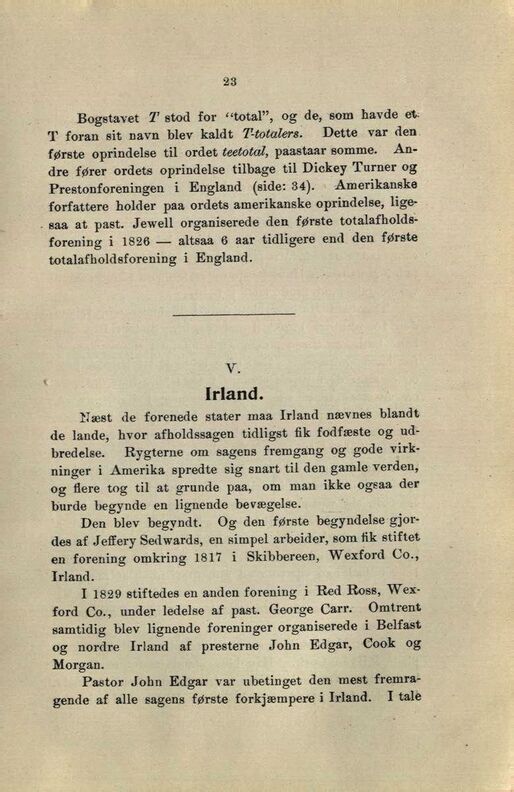 23
Bogstavet T stod for “total”, og de, som havde et
T foran sit navn blev kaldt T-totalers. Dette var den
første oprindelse til ordet teetotal, paastaar somme. An-
dre fører ordets oprindelse tilbage til Dickey Turner og
Prestonforeningen i England (side: 34). Amerikanske
forfattere holder paa ordets amerikanske oprindelse, lige-
saa at past. Jewell organiserede den første totalafholds-
forening i 1826 — altsaa 6 aar tidligere end den første
totalafholdsforening i England.
V.
Irland.
Næst de forenede stater maa Irland nævnes blandt
de lande, hvor afholdssagen tidligst fik fodfæste og ud-
bredelse. Rygterne om sagens fremgang og gode virk-
ninger i Amerika spredte sig snart til den gamle verden,
og flere tog til at grunde paa, om man ikke ogsaa der
burde begynde en lignende bevægelse.
Den blev begyndt. Og den første begyndelse gjor-
des af Jeffery Sedwards, en simpel arbeider, som fik stiftet
en forening omkring 1817 i Skibbereen, Wexford Co.,
Irland.
I 1829 stiftedes en anden forening i Red Ross, Wex-
ford Co., under ledelse af past. George Carr. Omtrent
samtidig blev lignende foreninger organiserede i Belfast
og nordre Irland af presterne John Edgar, Cook og
Morgan.
Pastor John Edgar var ubetinget den mest fremra-
gende af alle sagens første forkjæmpere i Irland. I tale